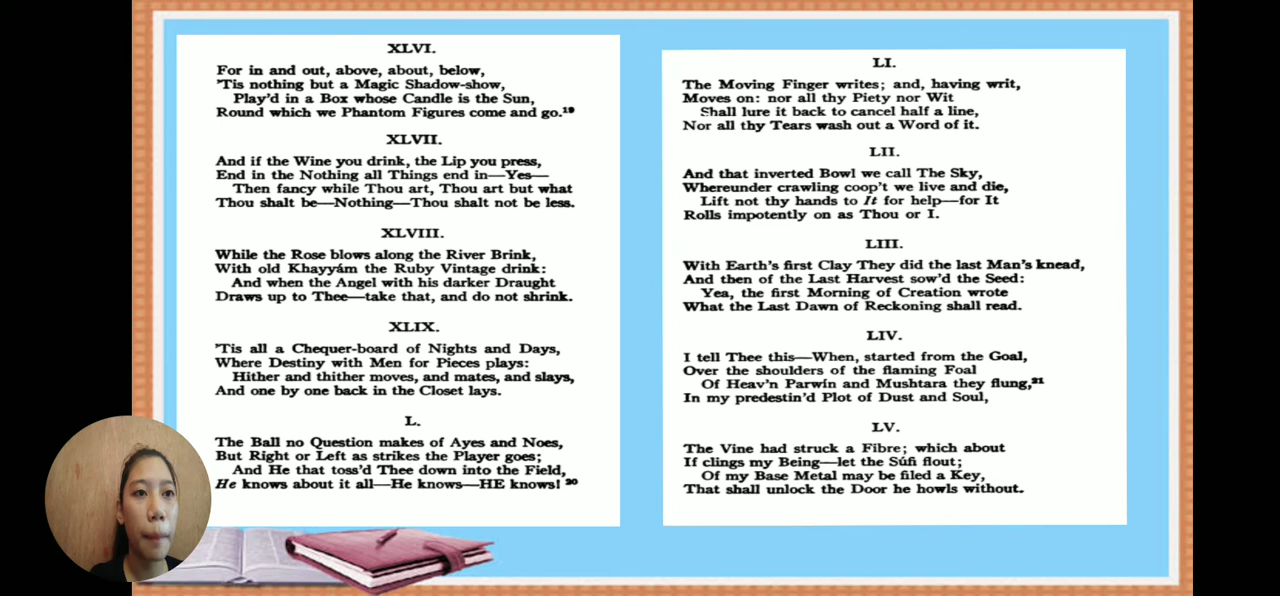 XLVI.
For in and out, above, about, below,
'Tis nothing but a Magic Shadow-show,
Play'd in a Box whose Candle is the Sun,
Round which we Phantom Figures come and go.¹⁹
XLVII.
And if the Wine you drink, the Lip you press,
End in the Nothing all Things end in—Yes—
Then fancy while Thou art, Thou art but what
Thou shalt be—Nothing—Thou shalt not be less.
XLVIII.
While the Rose blows along the River Brink,
With old Khayyám the Ruby Vintage drink:
And when the Angel with his darker Draught
Draws up to Thee—take that, and do not shrink.
XLIX.
'Tis all a Chequer-board of Nights and Days,
Where Destiny with Men for Pieces plays:
Hither and thither moves, and mates, and slays,
And one by one back in the Closet lays.
L.
The Ball no Question makes of Ayes and Noes,
But Right or Left as strikes the Player goes;
And He that toss'd Thee down into the Field,
He knows about it all—He knows—HE knows! ²⁰
LI.
The Moving Finger writes; and, having writ,
Moves on: nor all thy Piety nor Wit
Shall lure it back to cancel half a line,
Nor all thy Tears wash out a Word of it.
LII.
And that inverted Bowl we call The Sky,
Whereunder crawling coop't we live and die,
Lift not thy hands to It for help—for It
Rolls impotently on as Thou or I.
LIII.
With Earth's first Clay They did the last Man's knead,
And then of the Last Harvest sow'd the Seed:
Yea, the first Morning of Creation wrote
What the Last Dawn of Reckoning shall read.
LIV.
I tell Thee this—When, started from the Goal,
Over the shoulders of the flaming Foal
Of Heav'n Parwín and Mushtara they flung,²¹
In my predestin'd Plot of Dust and Soul,
LV.
The Vine had struck a Fibre; which about
If clings my Being—let the Súfi flout;
Of my Base Metal may be filed a Key,
That shall unlock the Door he howls without.